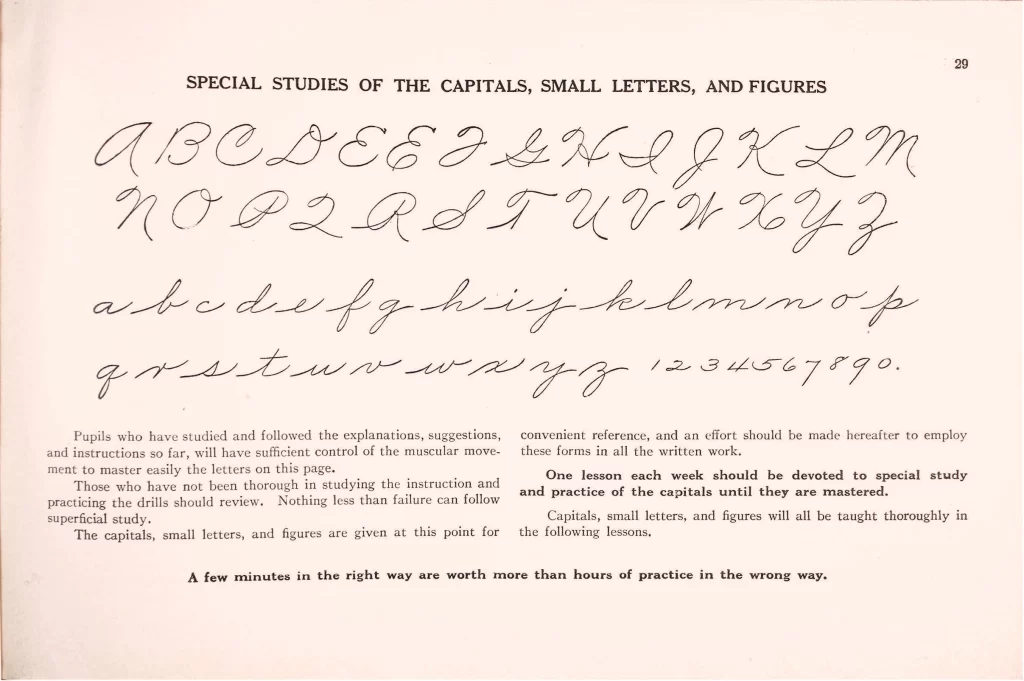 29
SPECIAL STUDIES OF THE CAPITALS, SMALL LETTERS, AND FIGURES
A B C D E E F G H I J K L M
N O P Q R S T U V W X Y Z
a b c d e f g h i j k l m n o p
q r s t u v w x y z 1 2 3 4 5 6 7 8 9 0.
Pupils who have studied and followed the explanations, suggestions,
and instructions so far, will have sufficient control of the muscular move-
ment to master easily the letters on this page.
Those who have not been thorough in studying the instruction and
practicing the drills should review. Nothing less than failure can follow
superficial study.
The capitals, small letters, and figures are given at this point for
convenient reference, and an effort should be made hereafter to employ
these forms in all the written work.
One lesson each week should be devoted to special study
and practice of the capitals until they are mastered.
Capitals, small letters, and figures will all be taught thoroughly in
the following lessons.
A few minutes in the right way are worth more than hours of practice in the wrong way.